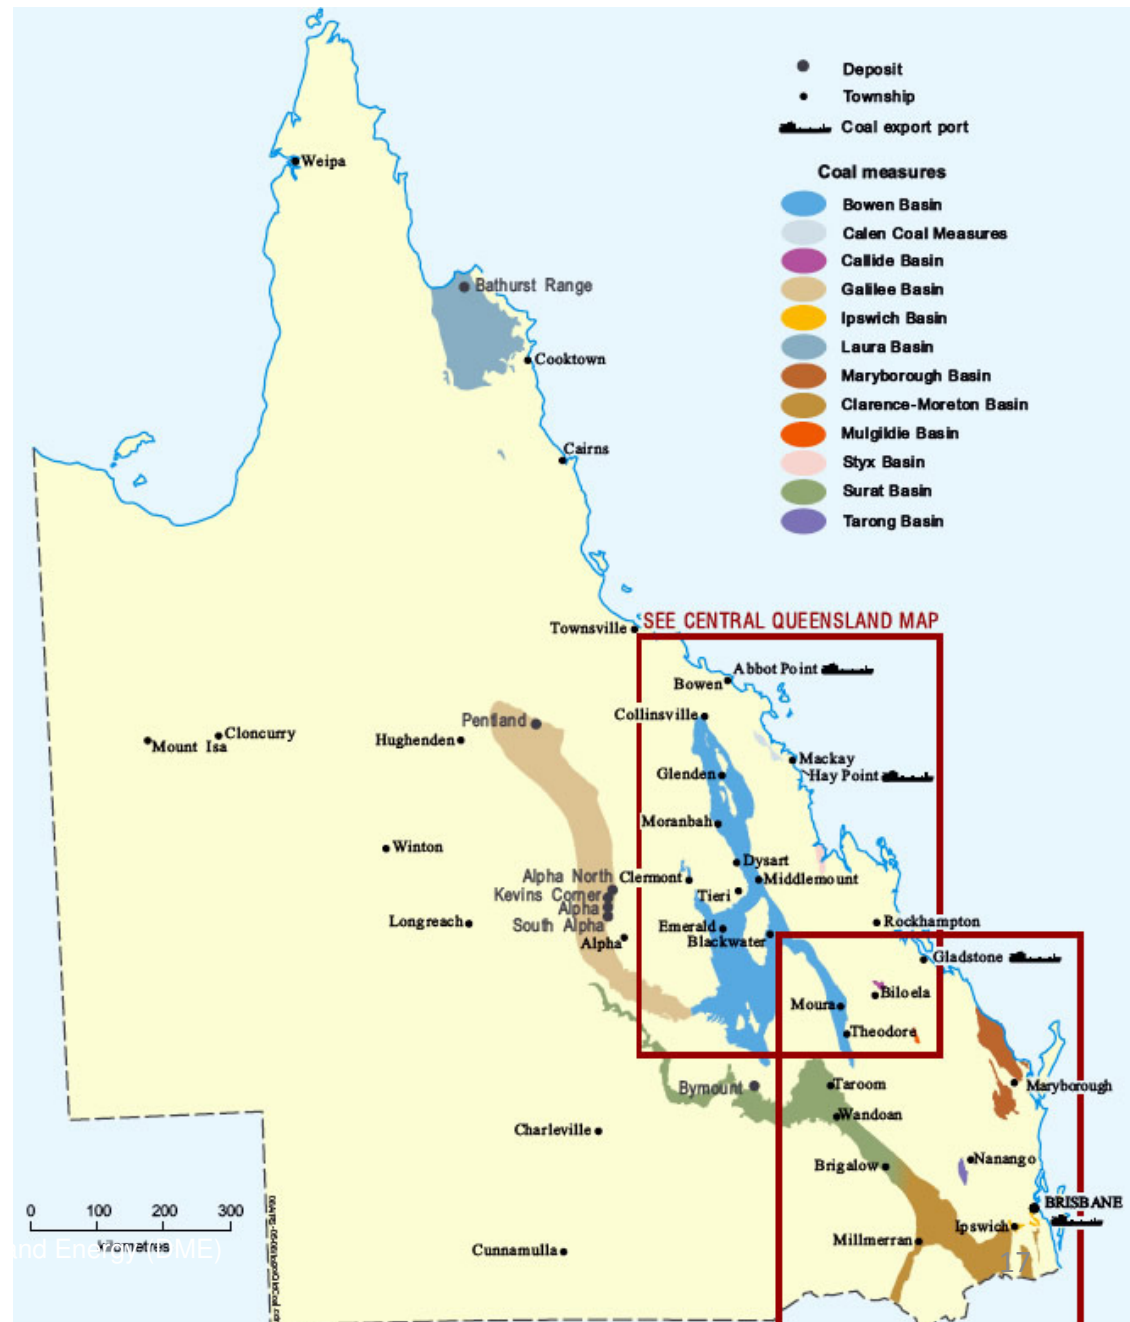 Deposit
Township
Coal export port
Coal measures
Bowen Basin
Calen Coal Measures
Callide Basin
Galilee Basin
Ipswich Basin
Laura Basin
Maryborough Basin
Clarence-Moreton Basin
Mulgildie Basin
Styx Basin
Surat Basin
Tarong Basin
Weipa
Bathurst Range
Cooktown
Cairns
Townsville
SEE CENTRAL QUEENSLAND MAP
Abbot Point
Bowen
Collinsville
Pentland
Cloncurry
Mount Isa
Hughenden
Mackay
Hay Point
Glenden
Moranbah
Winton
Dysart
Clermont
Middlemount
Tieri
Alpha North
Kevins Corner
Alpha
South Alpha
Alpha
Longreach
Emerald
Blackwater
Rockhampton
Gladstone
Biloela
Moura
Theodore
Bymount
Taroom
Maryborough
Wandoan
Charleville
Brigalow
Nanango
BRISBANE
Ipswich
Millmerran
Cunnamulla
0 100 200 300
kilometres
and Energy (DME)
17